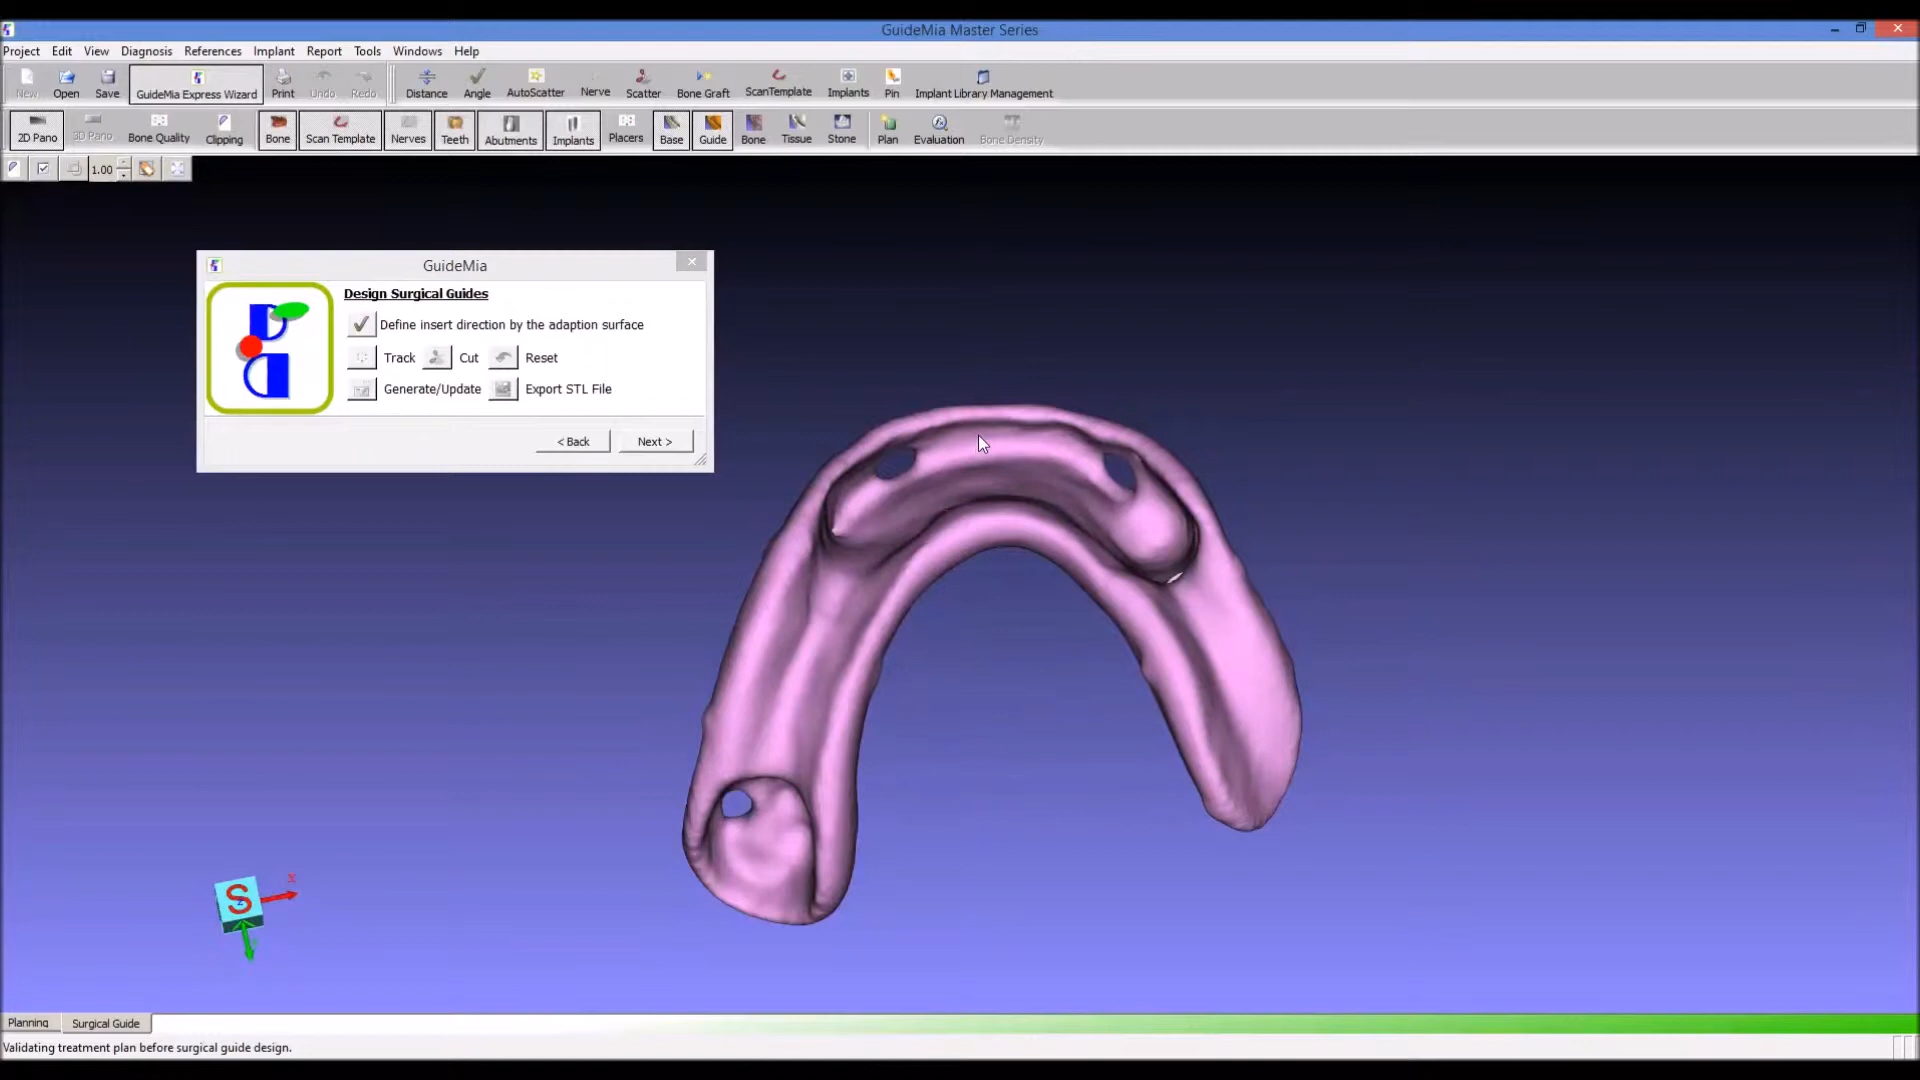 GuideMia Master Series
Project Edit View Diagnosis References Implant Report Tools Windows Help
New Open Save GuideMia Express Wizard Print Undo Redo Distance Angle AutoScatter Nerve Scatter Bone Graft ScanTemplate Implants Pin Implant Library Management
2D Pano 3D Pano Bone Quality Clipping Bone Scan Template Nerves Teeth Abutments Implants Placers Base Guide Bone Tissue Stone Plan Evaluation Bone Density
1.00
GuideMia
Design Surgical Guides
Define insert direction by the adaption surface
Track Cut Reset
Generate/Update Export STL File
< Back Next >
S
X
Planning Surgical Guide
Validating treatment plan before surgical guide design.